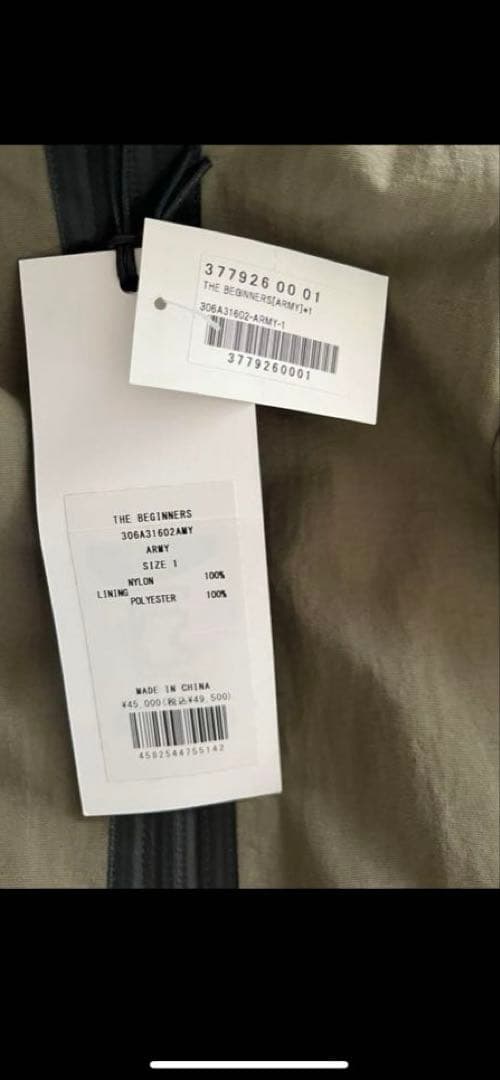 377926 00 01
THE BEGINNERS[ARMY]*1
306A31602-ARMY-1
3779260001
THE BEGINNERS
306A31602AMY
ARMY
SIZE 1
NYLON 100%
LINING
POLYESTER 100%
MADE IN CHINA
¥45,000(税込¥49,500)
4582544755142